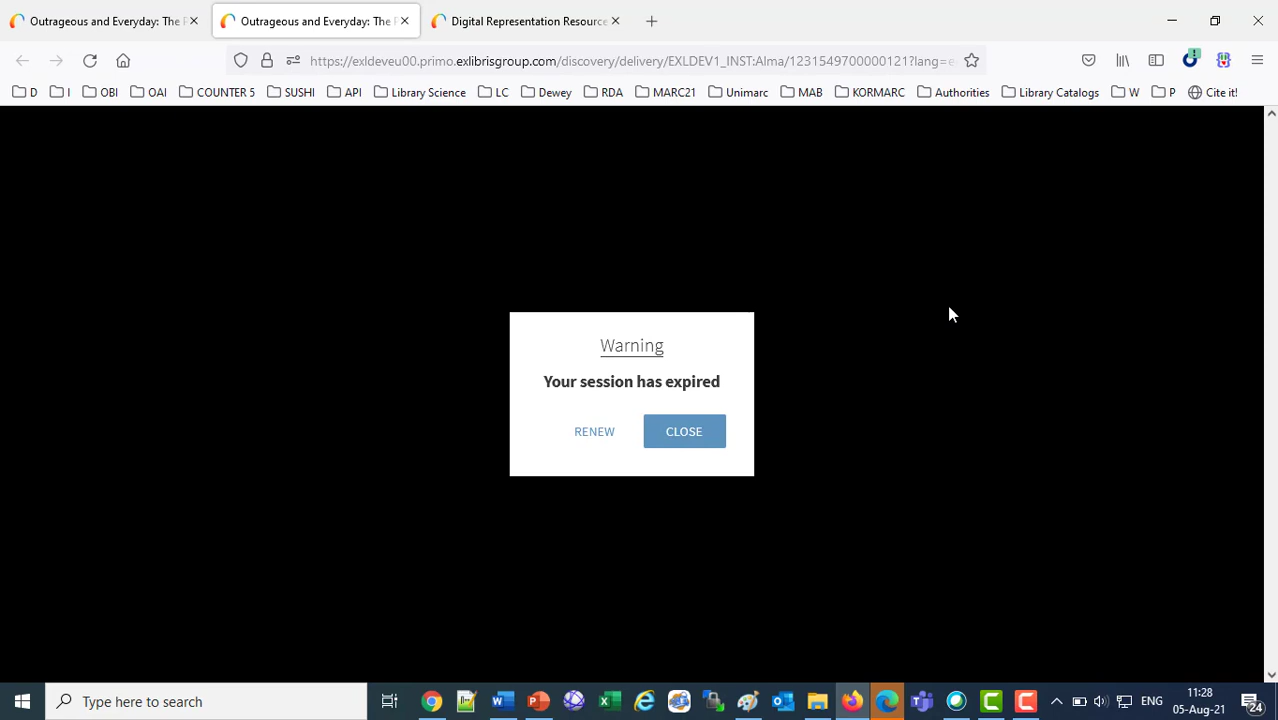 Outrageous and Everyday: The P
Outrageous and Everyday: The P
Digital Representation Resource
https://exldeveu00.primo.exlibrisgroup.com/discovery/delivery/EXLDEV1_INST:Alma/1231549700000121?lang=e
D
I
OBI
OAI
COUNTER 5
SUSHI
API
Library Science
LC
Dewey
RDA
MARC21
Unimarc
MAB
KORMARC
Authorities
Library Catalogs
W
P
Cite it!
Warning
Your session has expired
RENEW
CLOSE
Type here to search
ENG
11:28
05-Aug-21
24